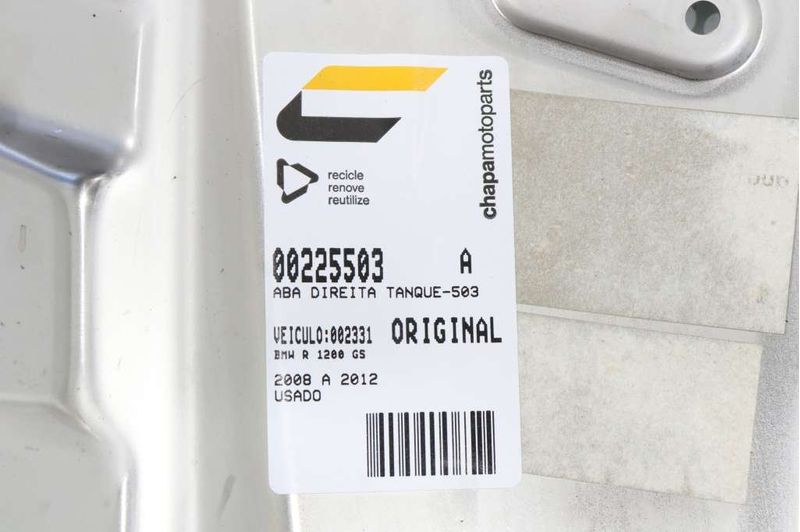 chapamotoparts
recicle
renove
reutilize
00225503 A
ABA DIREITA TANQUE-503
VEICULO:002331 ORIGINAL
BMW R 1200 GS
2008 A 2012
USADO